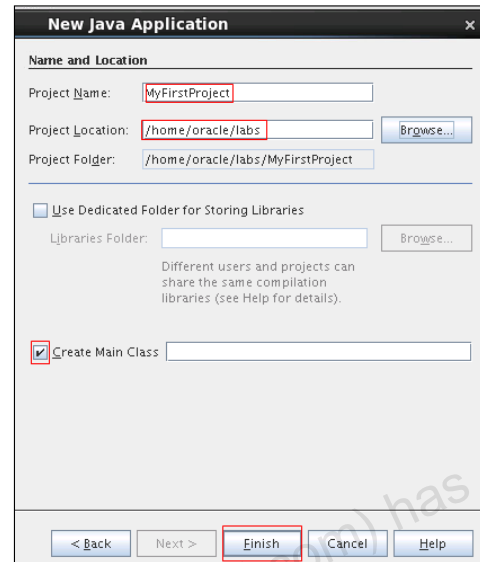 New Java Application ×
Name and Location
Project Name: MyFirstProject
Project Location: /home/oracle/labs Browse...
Project Folder: /home/oracle/labs/MyFirstProject
Use Dedicated Folder for Storing Libraries
Libraries Folder: Browse...
Different users and projects can
share the same compilation
libraries (see Help for details).
Create Main Class
com) has
< Back Next > Finish Cancel Help